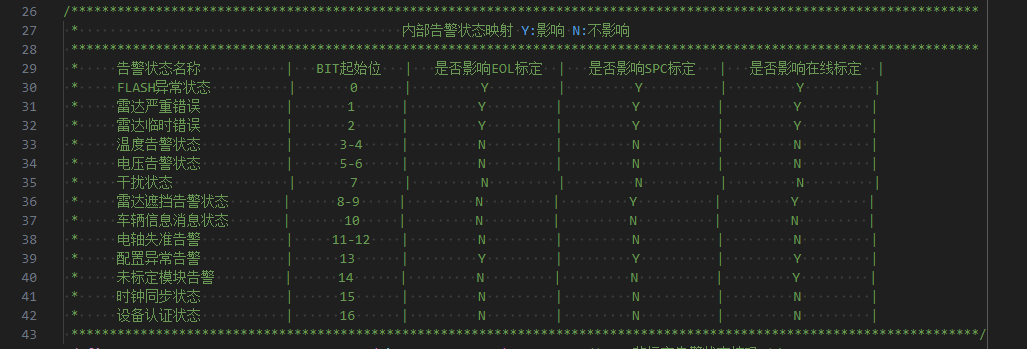 26 /****************************************************************************************************
27 * 内部告警状态映射 Y:影响 N:不影响
28 ****************************************************************************************************
29 * 告警状态名称 | BIT起始位 | 是否影响EOL标定 | 是否影响SPC标定 | 是否影响在线标定 |
30 * FLASH异常状态 | 0 | Y | Y | Y |
31 * 雷达严重错误 | 1 | Y | Y | Y |
32 * 雷达临时错误 | 2 | Y | Y | Y |
33 * 温度告警状态 | 3-4 | N | N | N |
34 * 电压告警状态 | 5-6 | N | N | N |
35 * 干扰状态 | 7 | N | N | N |
36 * 雷达遮挡告警状态 | 8-9 | N | Y | Y |
37 * 车辆信息消息状态 | 10 | N | N | N |
38 * 电轴失准告警 | 11-12 | N | N | N |
39 * 配置异常告警 | 13 | Y | Y | Y |
40 * 未标定模块告警 | 14 | N | N | Y |
41 * 时钟同步状态 | 15 | N | N | N |
42 * 设备认证状态 | 16 | N | N | N |
43 ****************************************************************************************************/